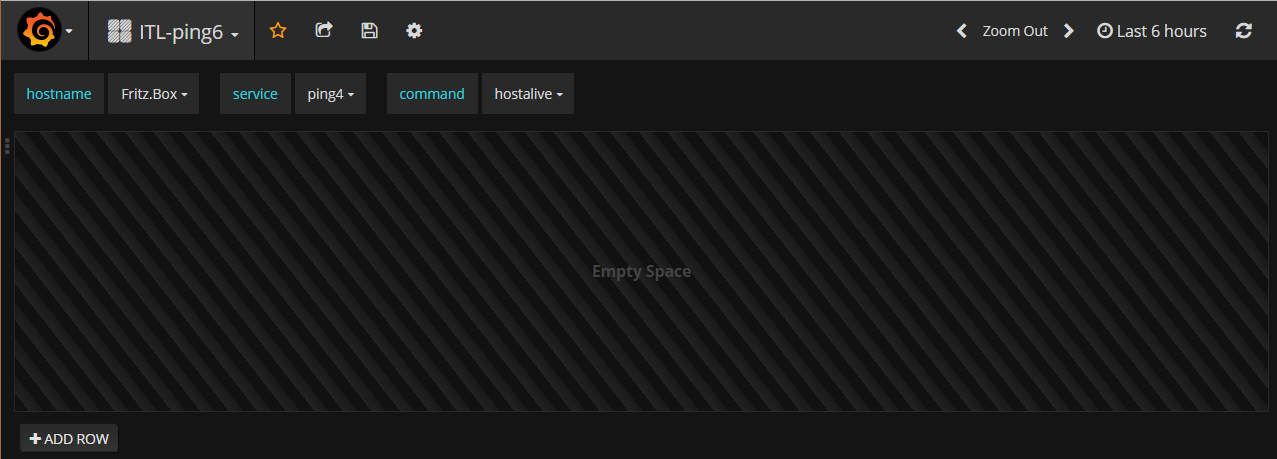 ITL-ping6 Zoom Out Last 6 hours
hostname Fritz.Box service ping4 command hostalive
Empty Space
ADD ROW